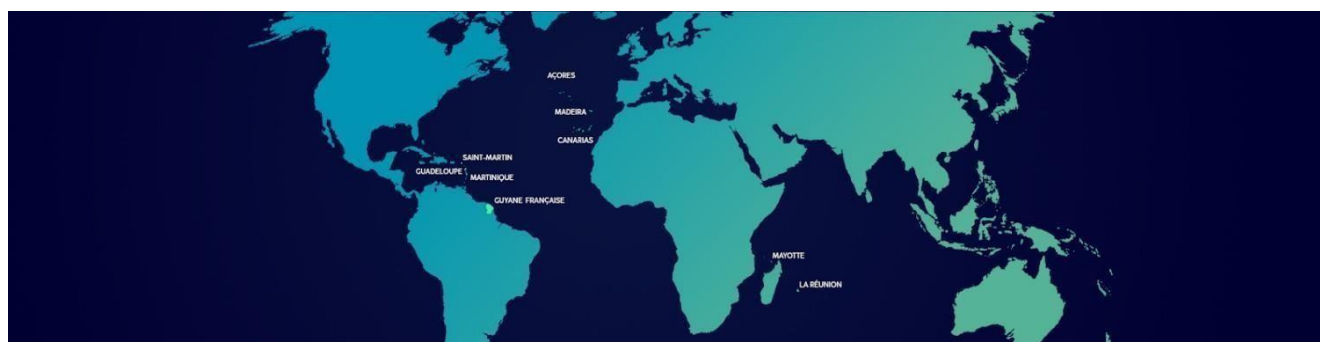 AÇORES
MADEIRA
CANARIAS
SAINT-MARTIN
GUADELOUPE
MARTINIQUE
GUYANE FRANÇAISE
MAYOTTE
LA RÉUNION